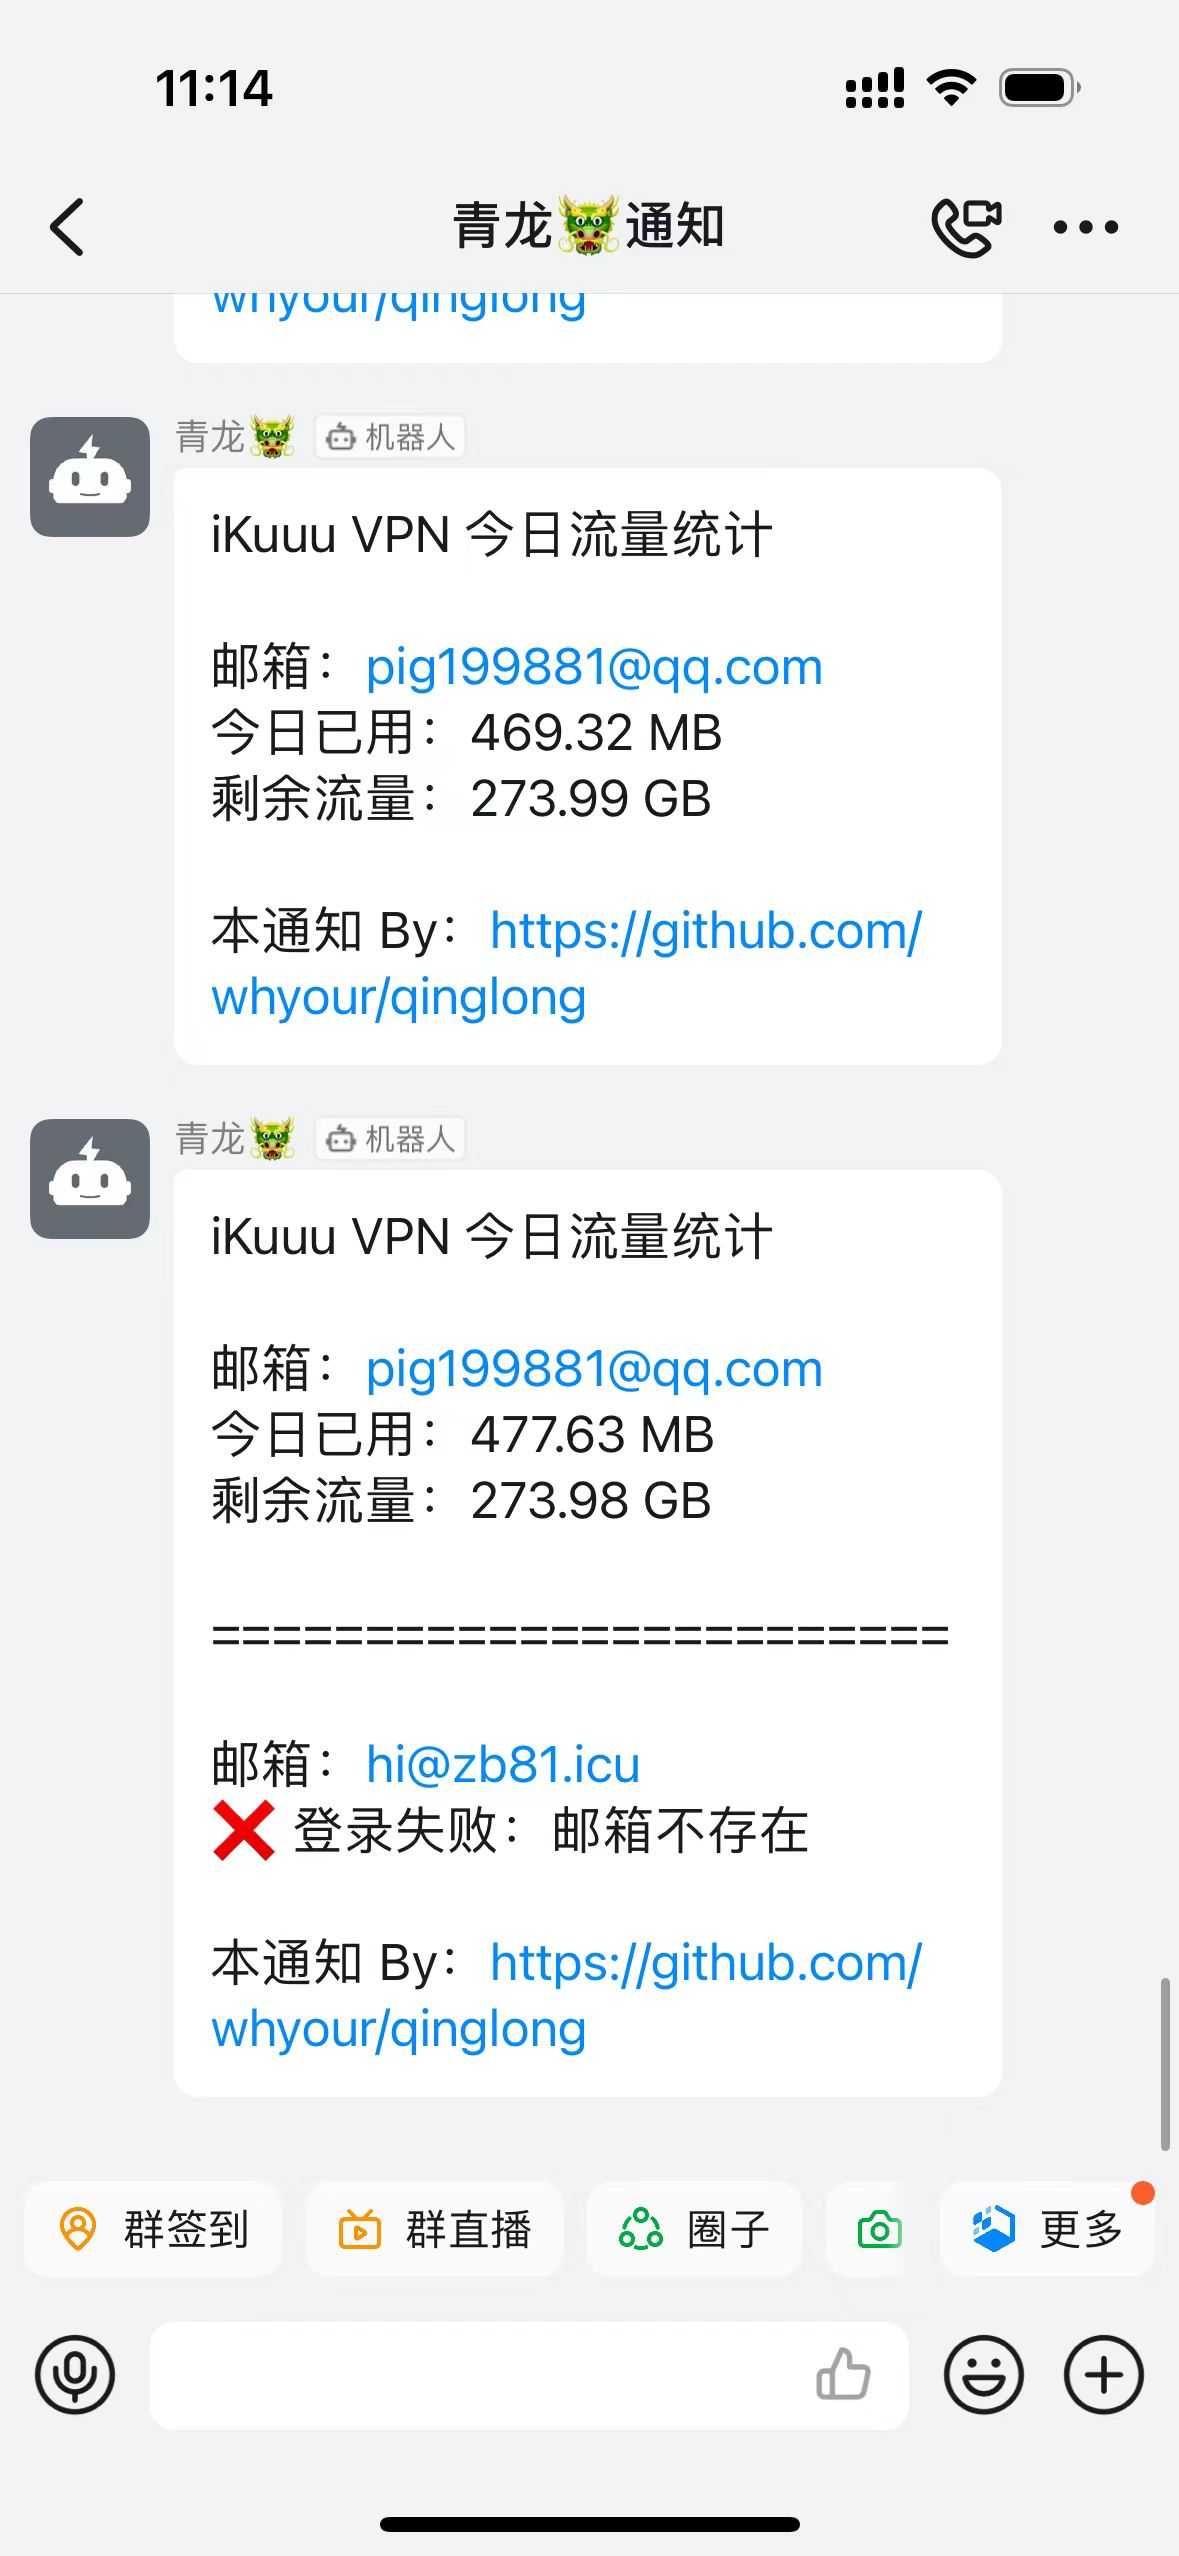 11:14
青龙🐲通知
whyour/qinglong
青龙🐲 机器人
iKuuu VPN 今日流量统计
邮箱：pig199881@qq.com
今日已用：469.32 MB
剩余流量：273.99 GB
本通知 By：https://github.com/
whyour/qinglong
青龙🐲 机器人
iKuuu VPN 今日流量统计
邮箱：pig199881@qq.com
今日已用：477.63 MB
剩余流量：273.98 GB
========================
邮箱：hi@zb81.icu
❌ 登录失败：邮箱不存在
本通知 By：https://github.com/
whyour/qinglong
群签到 群直播 圈子 更多